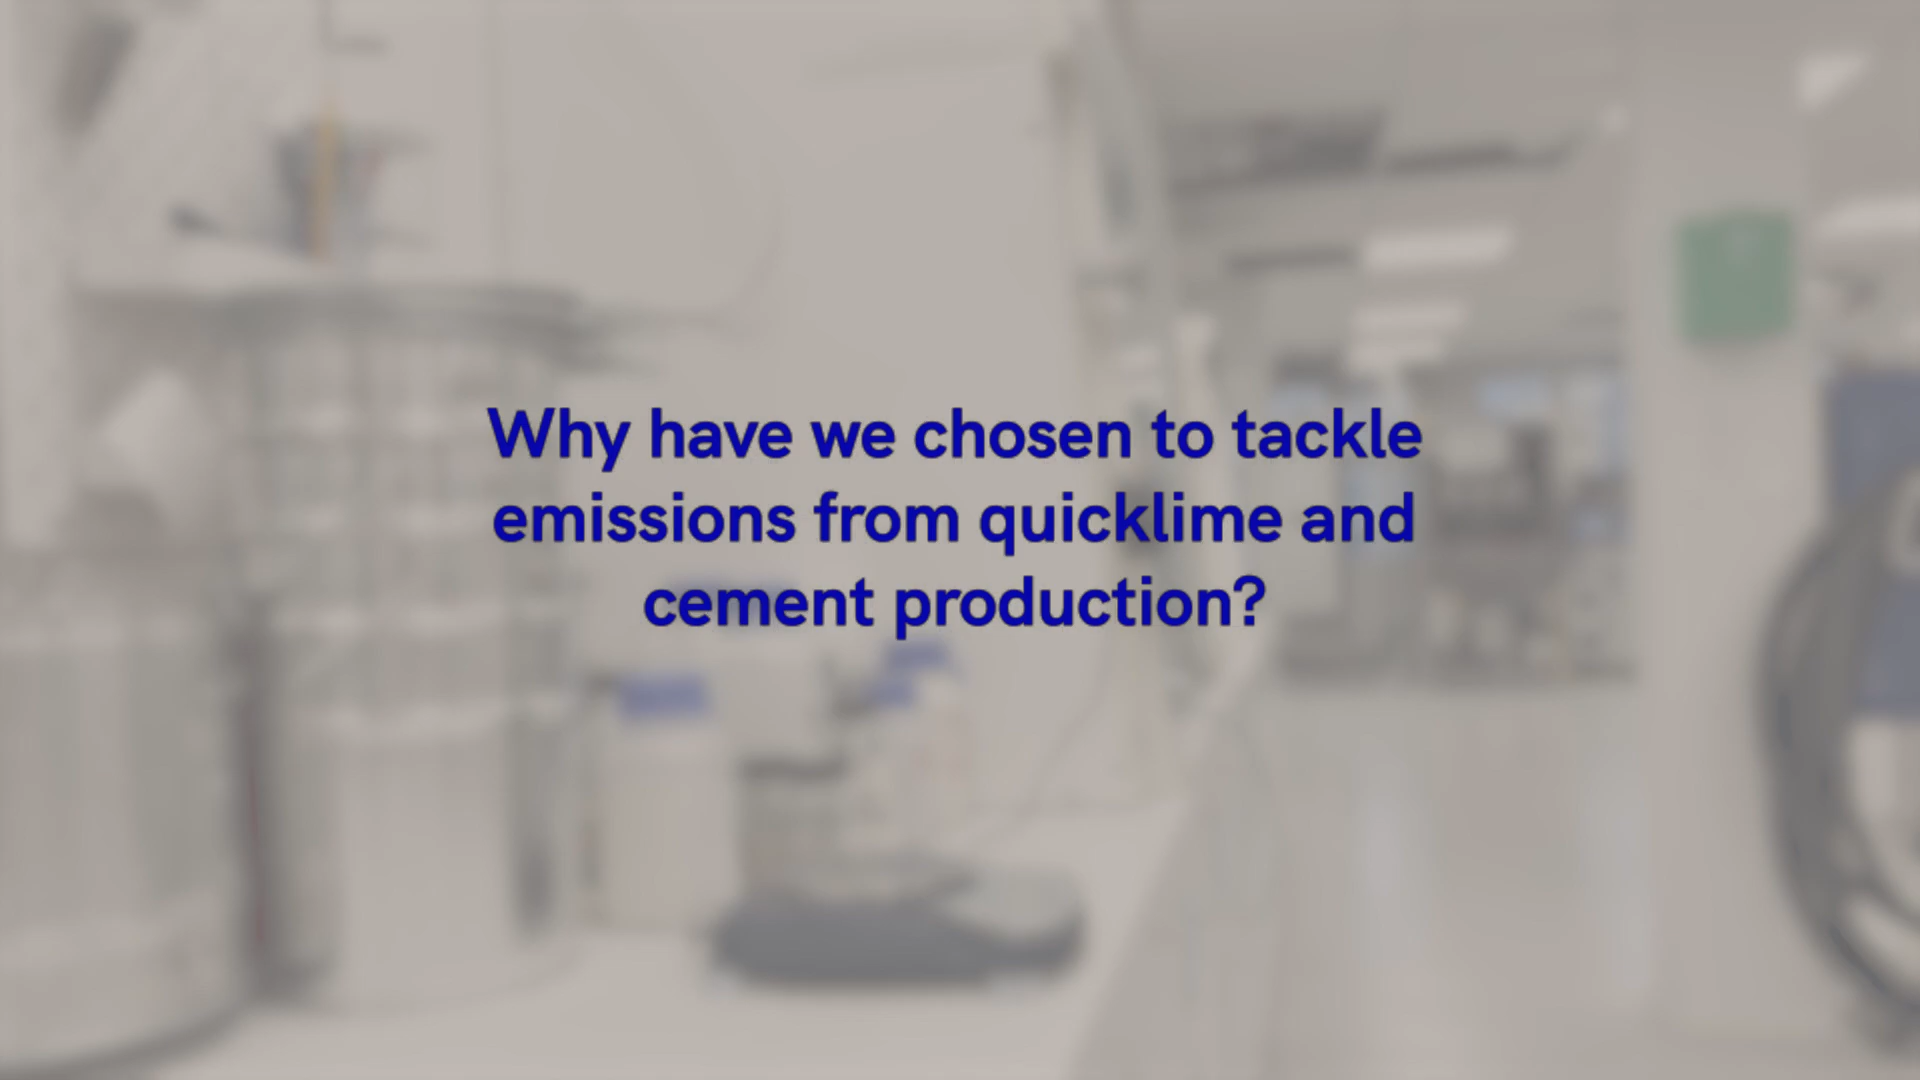 Why have we chosen to tackle
emissions from quicklime and
cement production?